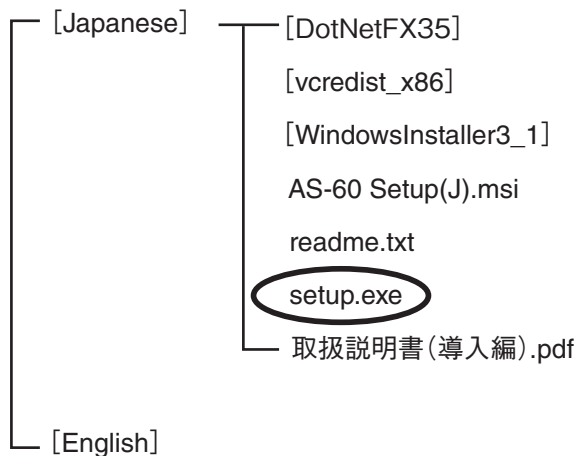 ［Japanese］
［DotNetFX35］
［vcredist_x86］
［WindowsInstaller3_1］
AS-60 Setup(J).msi
readme.txt
setup.exe
取扱説明書（導入編）.pdf
［English］